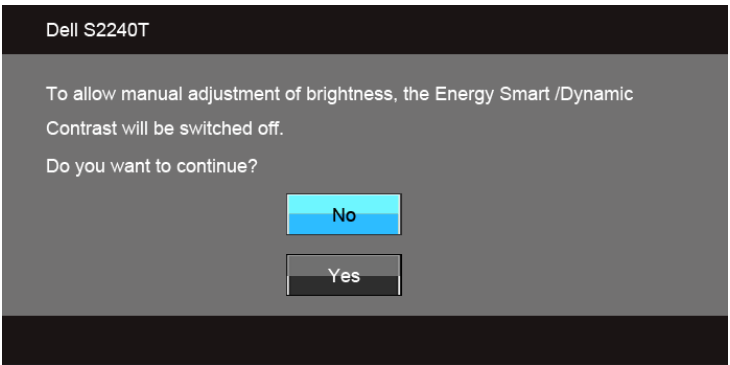 Dell S2240T
To allow manual adjustment of brightness, the Energy Smart /Dynamic
Contrast will be switched off.
Do you want to continue?
No
Yes